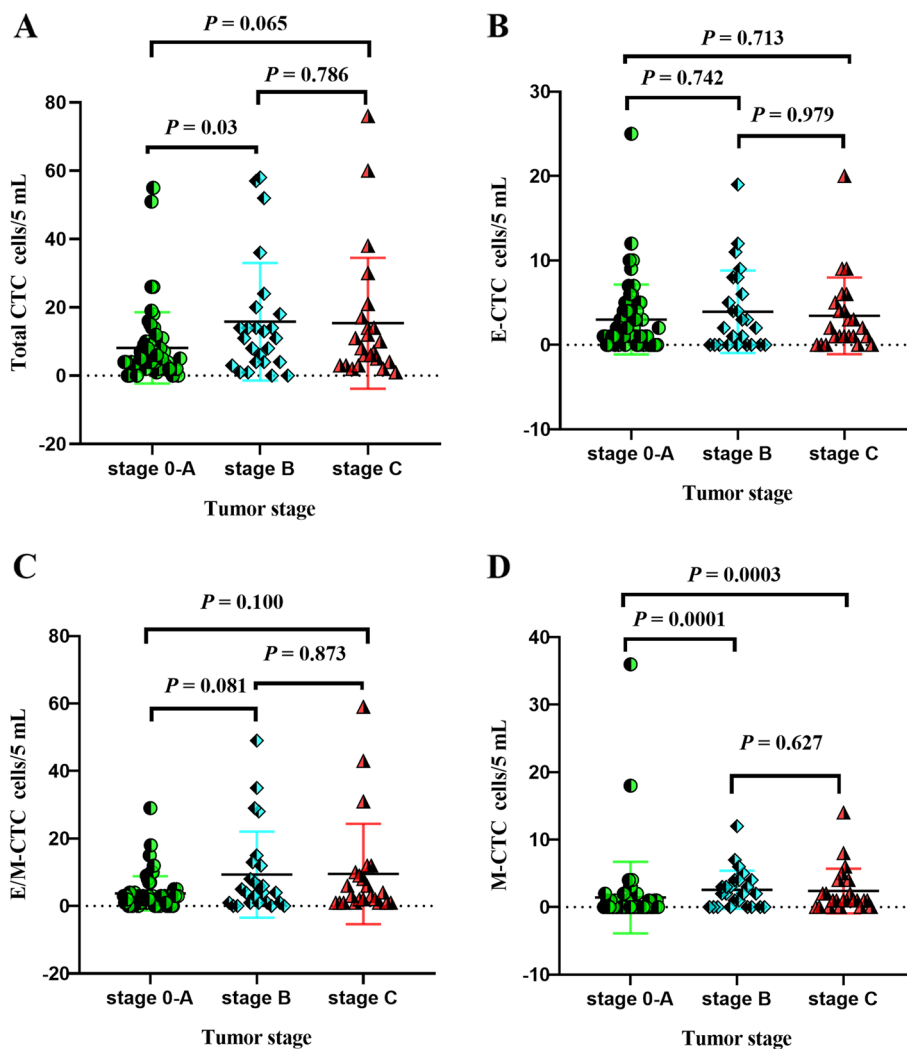 A
P = 0.065
P = 0.786
P = 0.03
Total CTC cells/5 mL
80
60
40
20
0
-20
stage 0-A stage B stage C
Tumor stage
B
P = 0.713
P = 0.742
P = 0.979
E-CTC cells/5 mL
30
20
10
0
-10
stage 0-A stage B stage C
Tumor stage
C
P = 0.100
P = 0.873
P = 0.081
E/M-CTC cells/5 mL
80
60
40
20
0
-20
stage 0-A stage B stage C
Tumor stage
D
P = 0.0003
P = 0.0001
P = 0.627
M-CTC cells/5 mL
40
30
20
10
0
-10
stage 0-A stage B stage C
Tumor stage